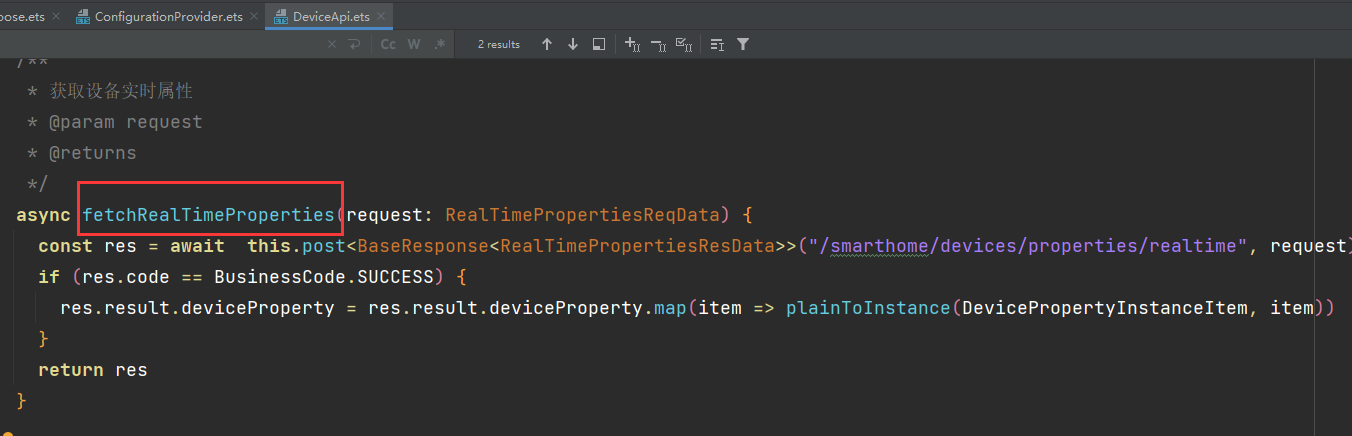 pose.ets × ConfigurationProvider.ets × DeviceApi.ets ×
× Cc W .* 2 results
/**
* 获取设备实时属性
* @param request
* @returns
*/
async fetchRealTimeProperties(request: RealTimePropertiesReqData) {
const res = await  this.post<BaseResponse<RealTimePropertiesResData>>("/smarthome/devices/properties/realtime", request)
if (res.code == BusinessCode.SUCCESS) {
res.result.deviceProperty = res.result.deviceProperty.map(item => plainToInstance(DevicePropertyInstanceItem, item))
}
return res
}